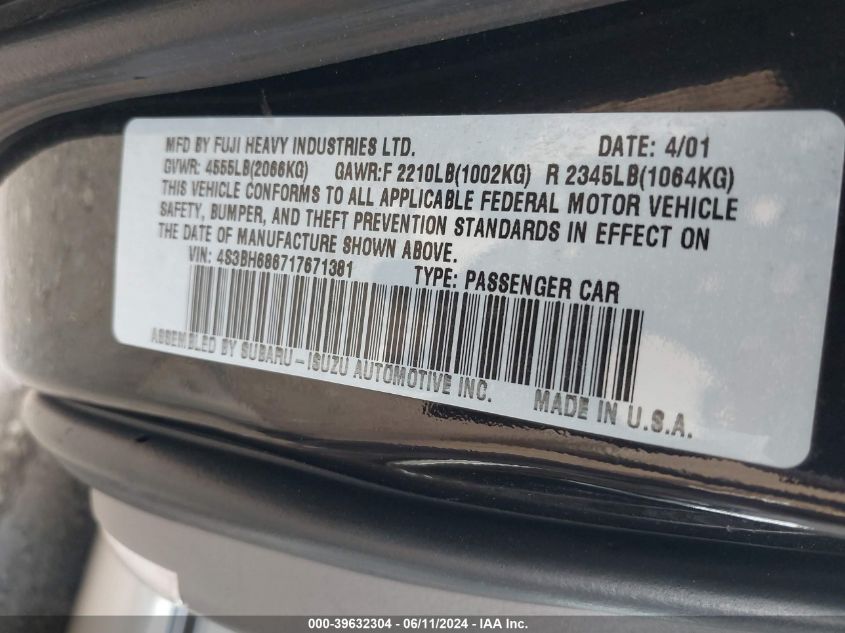 MFD BY FUJI HEAVY INDUSTRIES LTD. DATE: 4/01
GVWR: 4555LB(2066KG) GAWR:F 2210LB(1002KG) R 2345LB(1064KG)
THIS VEHICLE CONFORMS TO ALL APPLICABLE FEDERAL MOTOR VEHICLE
SAFETY, BUMPER, AND THEFT PREVENTION STANDARDS IN EFFECT ON
THE DATE OF MANUFACTURE SHOWN ABOVE.
VIN: 4S3BH686717671381 TYPE: PASSENGER CAR
ASSEMBLED BY SUBARU-ISUZU AUTOMOTIVE INC. MADE IN U.S.A.
000-39632304 - 06/11/2024 - IAA Inc.